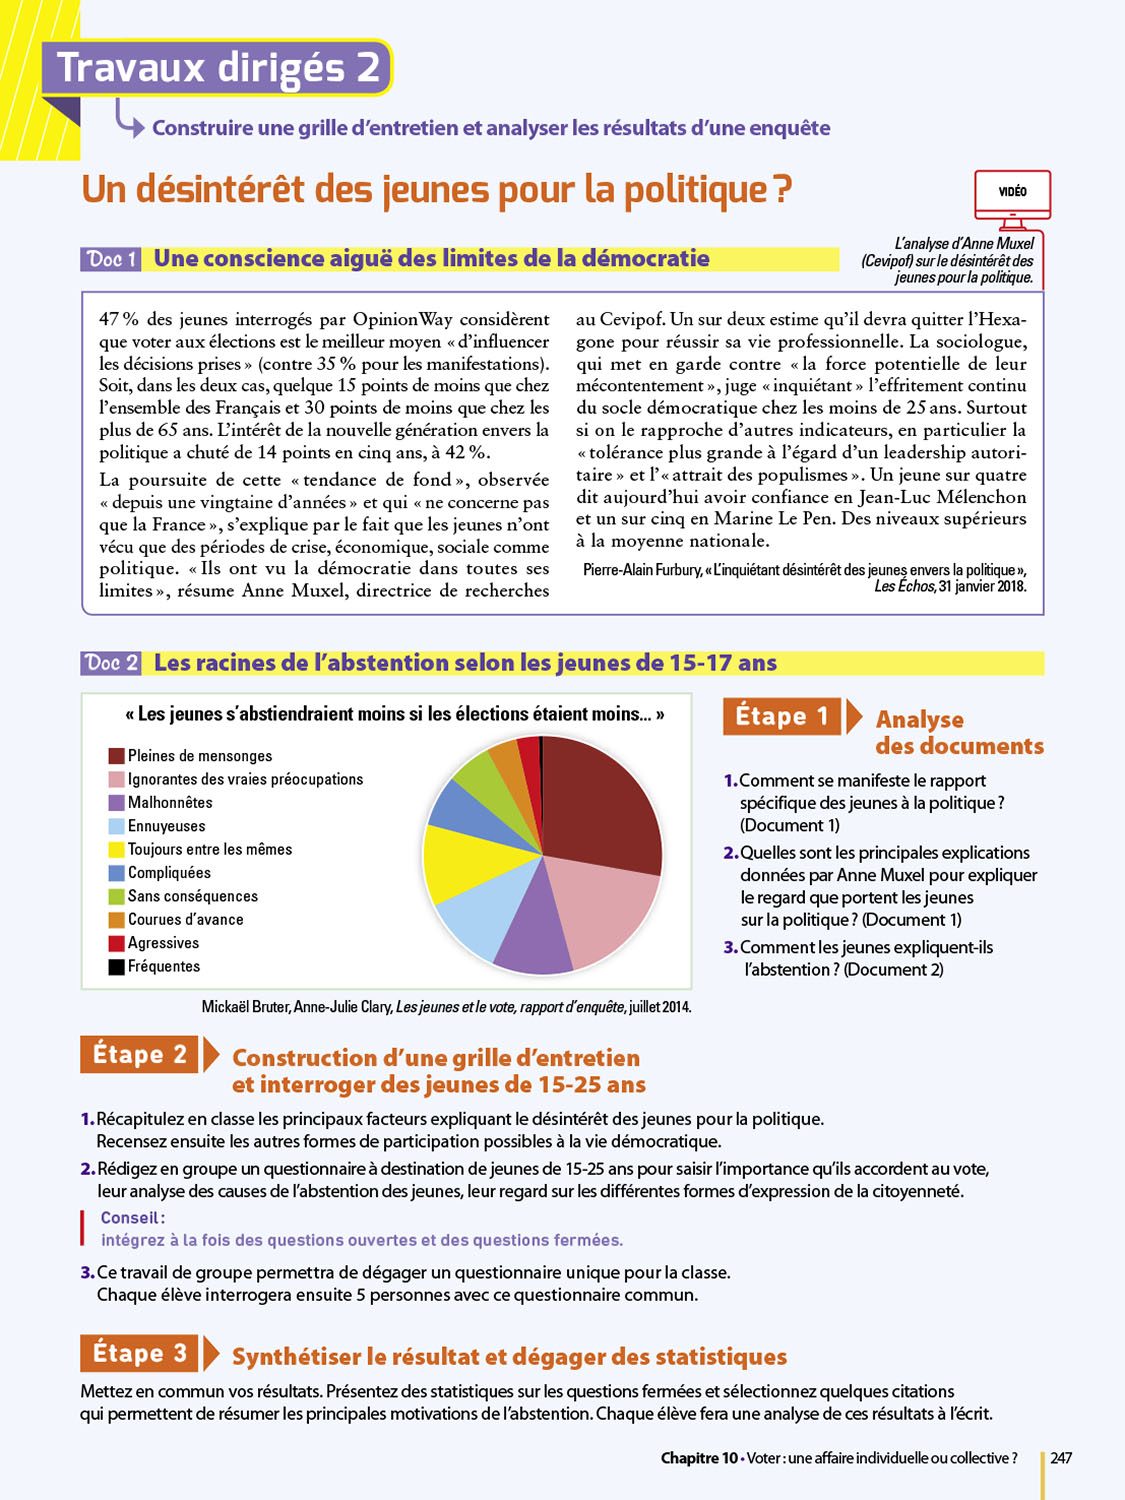 Travaux dirigés 2
Construire une grille d’entretien et analyser les résultats d’une enquête
Un désintérêt des jeunes pour la politique ?
VIDÉO
L’analyse d’Anne Muxel
(Cevipof) sur le désintérêt des
jeunes pour la politique.
Doc 1 Une conscience aiguë des limites de la démocratie
47 % des jeunes interrogés par OpinionWay considèrent
que voter aux élections est le meilleur moyen « d’influencer
les décisions prises » (contre 35 % pour les manifestations).
Soit, dans les deux cas, quelque 15 points de moins que chez
l’ensemble des Français et 30 points de moins que chez les
plus de 65 ans. L’intérêt de la nouvelle génération envers la
politique a chuté de 14 points en cinq ans, à 42 %.
La poursuite de cette « tendance de fond », observée
« depuis une vingtaine d’années » et qui « ne concerne pas
que la France », s’explique par le fait que les jeunes n’ont
vécu que des périodes de crise, économique, sociale comme
politique. « Ils ont vu la démocratie dans toutes ses
limites », résume Anne Muxel, directrice de recherches
au Cevipof. Un sur deux estime qu’il devra quitter l’Hexa-
gone pour réussir sa vie professionnelle. La sociologue,
qui met en garde contre « la force potentielle de leur
mécontentement », juge « inquiétant » l’effritement continu
du socle démocratique chez les moins de 25 ans. Surtout
si on le rapproche d’autres indicateurs, en particulier la
« tolérance plus grande à l’égard d’un leadership autori-
taire » et l’« attrait des populismes ». Un jeune sur quatre
dit aujourd’hui avoir confiance en Jean-Luc Mélenchon
et un sur cinq en Marine Le Pen. Des niveaux supérieurs
à la moyenne nationale.
Pierre-Alain Furbury, « L’inquiétant désintérêt des jeunes envers la politique »,
Les Échos, 31 janvier 2018.
Doc 2 Les racines de l’abstention selon les jeunes de 15-17 ans
« Les jeunes s’abstiendraient moins si les élections étaient moins... »
Pleines de mensonges
Ignorantes des vraies préocupations
Malhonnêtes
Ennuyeuses
Toujours entre les mêmes
Compliquées
Sans conséquences
Courues d’avance
Agressives
Fréquentes
Mickaël Bruter, Anne-Julie Clary, Les jeunes et le vote, rapport d’enquête, juillet 2014.
Étape 1 Analyse
des documents
1. Comment se manifeste le rapport
spécifique des jeunes à la politique ?
(Document 1)
2. Quelles sont les principales explications
données par Anne Muxel pour expliquer
le regard que portent les jeunes
sur la politique ? (Document 1)
3. Comment les jeunes expliquent-ils
l’abstention ? (Document 2)
Étape 2 Construction d’une grille d’entretien
et interroger des jeunes de 15-25 ans
1. Récapitulez en classe les principaux facteurs expliquant le désintérêt des jeunes pour la politique.
Recensez ensuite les autres formes de participation possibles à la vie démocratique.
2. Rédigez en groupe un questionnaire à destination de jeunes de 15-25 ans pour saisir l’importance qu’ils accordent au vote,
leur analyse des causes de l’abstention des jeunes, leur regard sur les différentes formes d’expression de la citoyenneté.
Conseil :
intégrez à la fois des questions ouvertes et des questions fermées.
3. Ce travail de groupe permettra de dégager un questionnaire unique pour la classe.
Chaque élève interrogera ensuite 5 personnes avec ce questionnaire commun.
Étape 3 Synthétiser le résultat et dégager des statistiques
Mettez en commun vos résultats. Présentez des statistiques sur les questions fermées et sélectionnez quelques citations
qui permettent de résumer les principales motivations de l’abstention. Chaque élève fera une analyse de ces résultats à l’écrit.
Chapitre 10 • Voter : une affaire individuelle ou collective ? 247